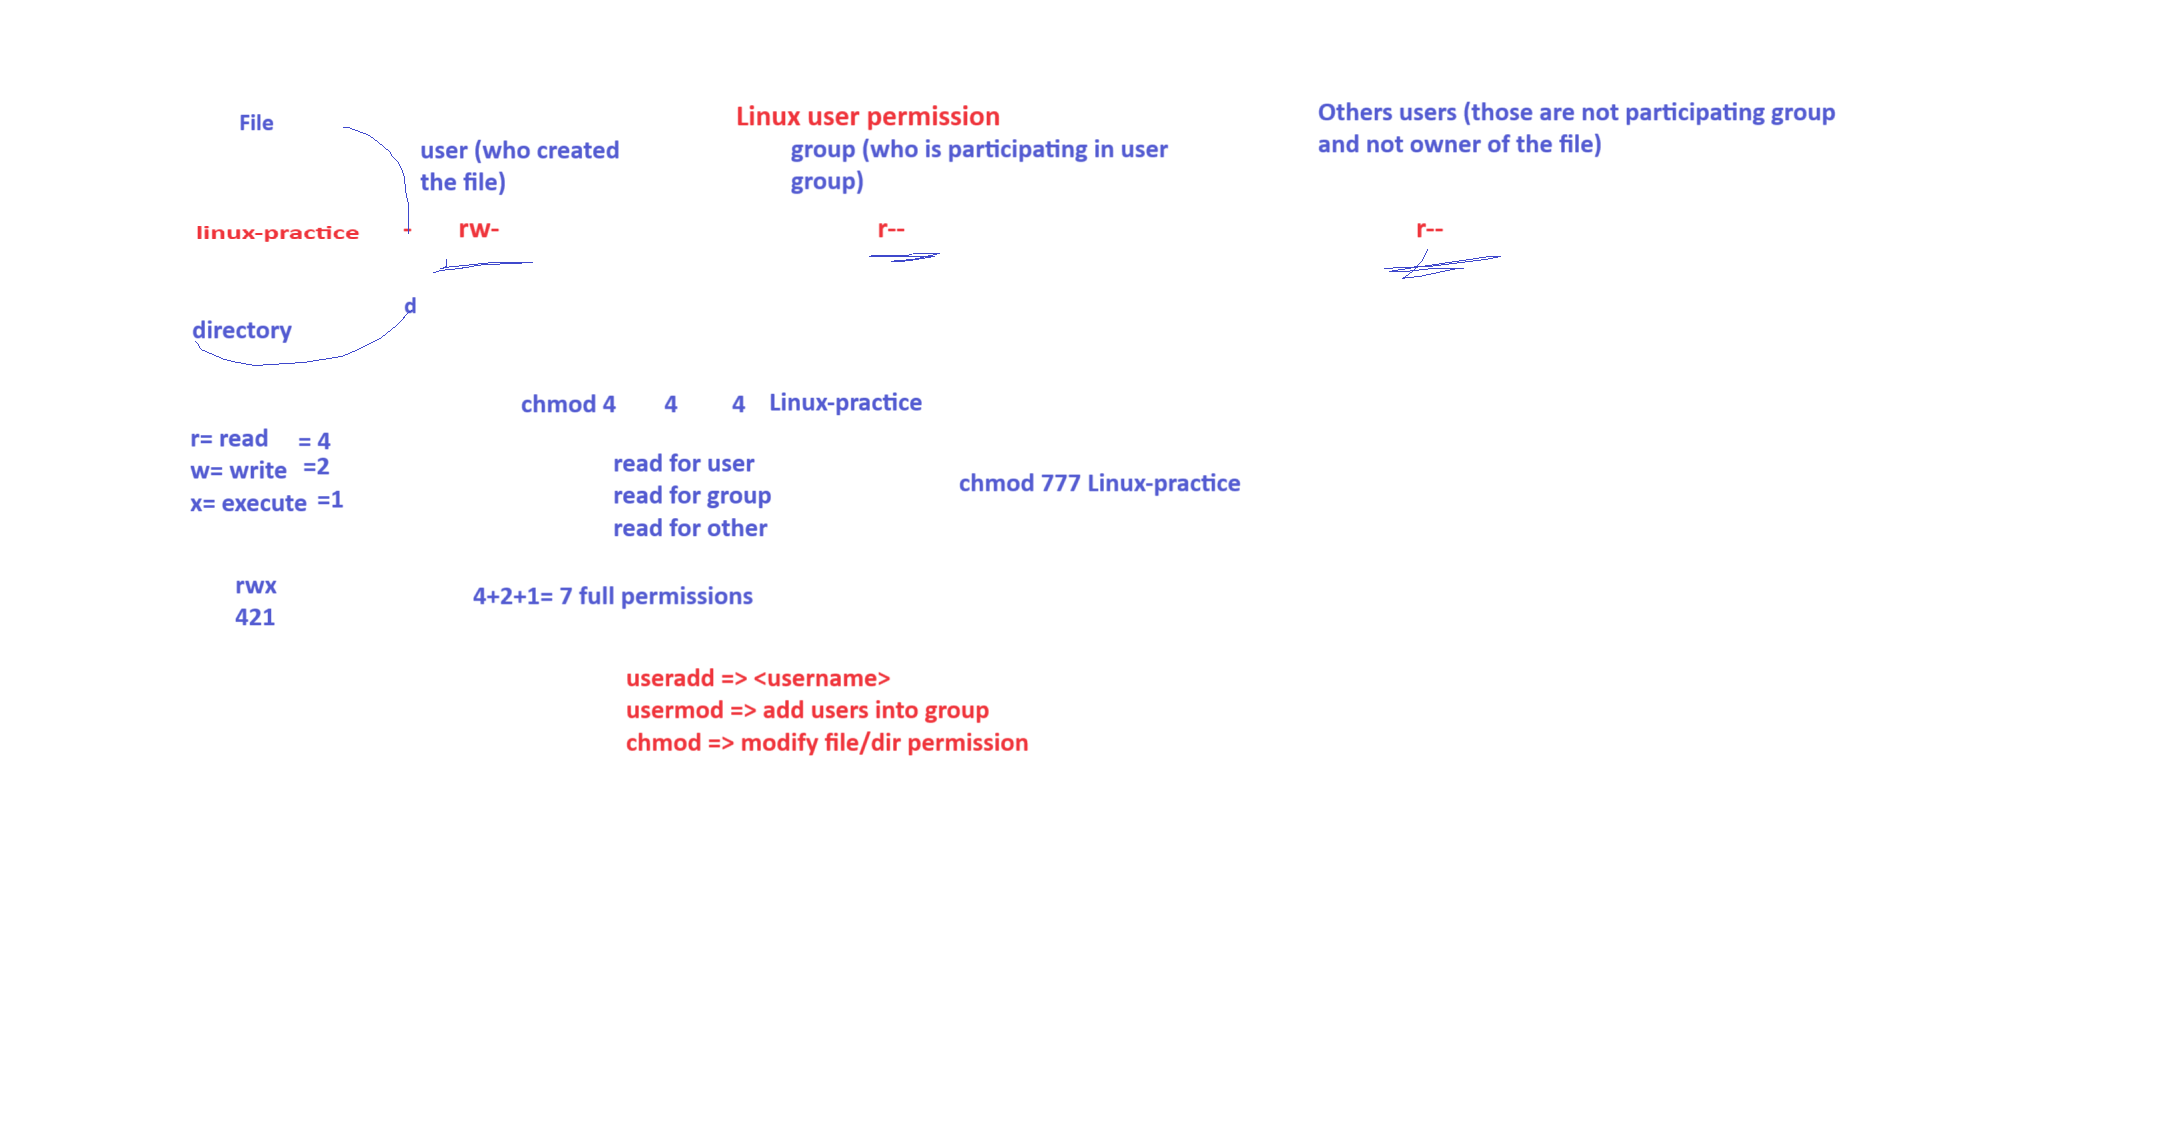 Linux user permission
File
user (who created
the file)
group (who is participating in user
group)
Others users (those are not participating group
and not owner of the file)
linux-practice - rw- r-- r--
d
directory
chmod 4 4 4 Linux-practice
r= read = 4
w= write =2
x= execute =1
read for user
read for group
read for other
chmod 777 Linux-practice
rwx
421
4+2+1= 7 full permissions
useradd => <username>
usermod => add users into group
chmod => modify file/dir permission